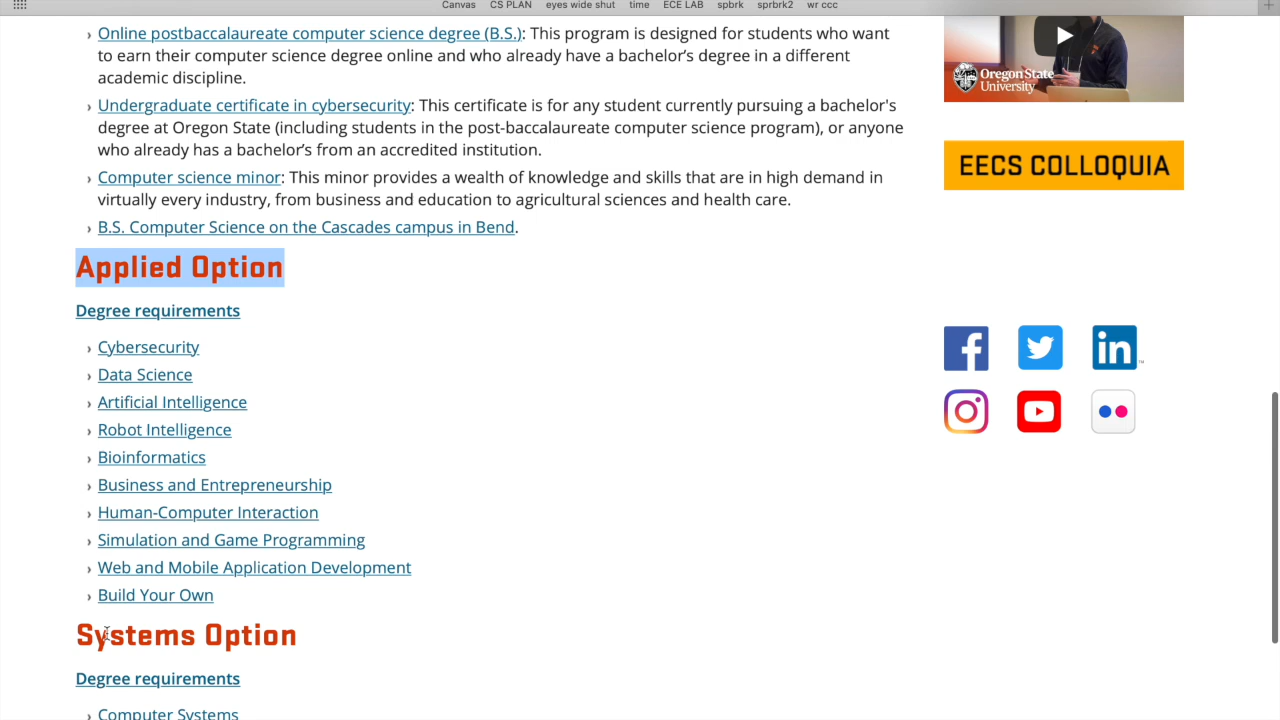 Canvas CS PLAN eyes wide shut time ECE LAB spbrk sprbrk2 wr ccc
Online postbaccalaureate computer science degree (B.S.): This program is designed for students who want
to earn their computer science degree online and who already have a bachelor’s degree in a different
academic discipline.
Undergraduate certificate in cybersecurity: This certificate is for any student currently pursuing a bachelor's
degree at Oregon State (including students in the post-baccalaureate computer science program), or anyone
who already has a bachelor’s from an accredited institution.
Computer science minor: This minor provides a wealth of knowledge and skills that are in high demand in
virtually every industry, from business and education to agricultural sciences and health care.
B.S. Computer Science on the Cascades campus in Bend.
Applied Option
Degree requirements
Cybersecurity
Data Science
Artificial Intelligence
Robot Intelligence
Bioinformatics
Business and Entrepreneurship
Human-Computer Interaction
Simulation and Game Programming
Web and Mobile Application Development
Build Your Own
Systems Option
Degree requirements
Computer Systems
Oregon State
University
EECS COLLOQUIA
in
TM